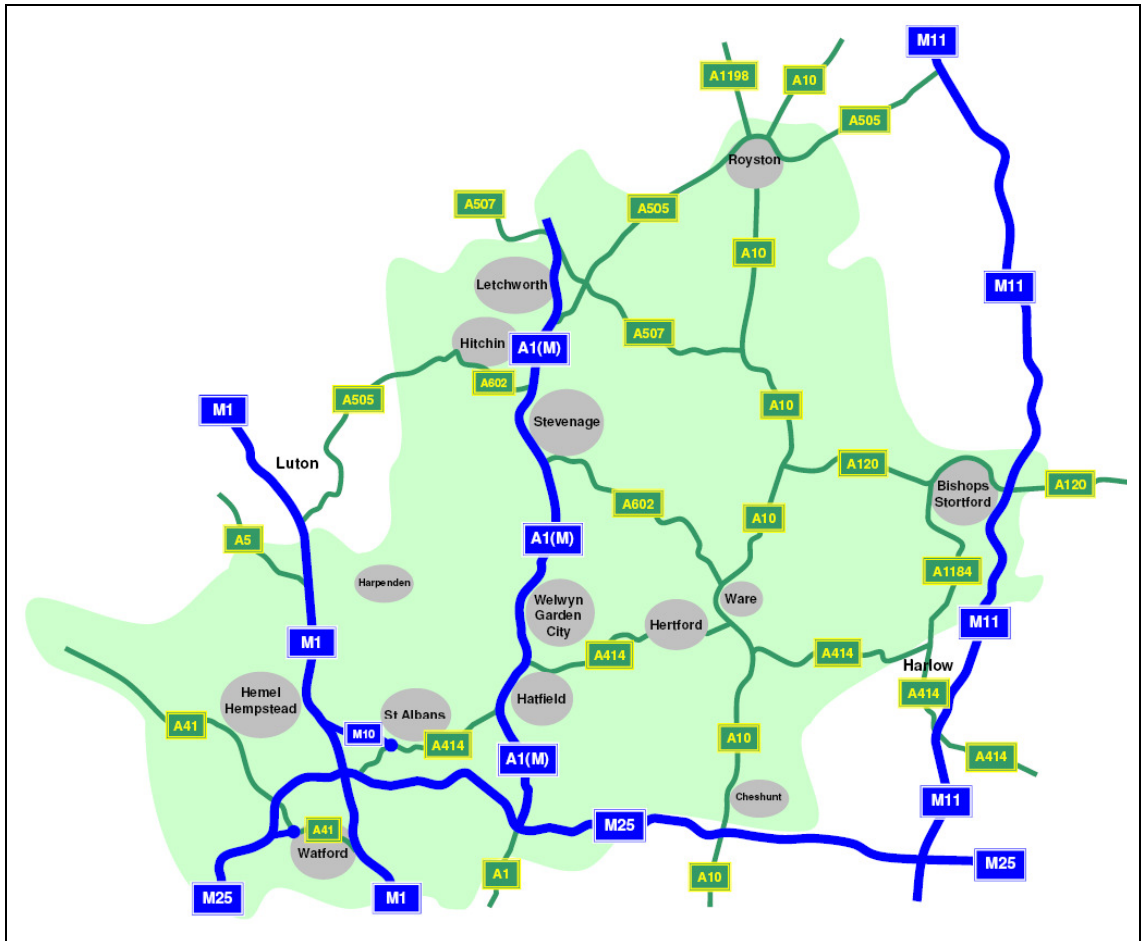 M11
A1198
A10
A505
Royston
A507
A505
A10
M11
Letchworth
A507
Hitchin
A1(M)
A602
A505
M1
A10
Stevenage
Luton
A120
Bishops
Stortford
A120
A602
A10
A5
A1(M)
A1184
Harpenden
Welwyn
Garden
City
Ware
Hertford
M11
M1
A414
A414
Harlow
Hemel
Hempstead
Hatfield
A414
St Albans
A41
M10
A414
A10
A1(M)
A414
Cheshunt
M11
A41
M25
Watford
M25
A1
A10
M25
M1